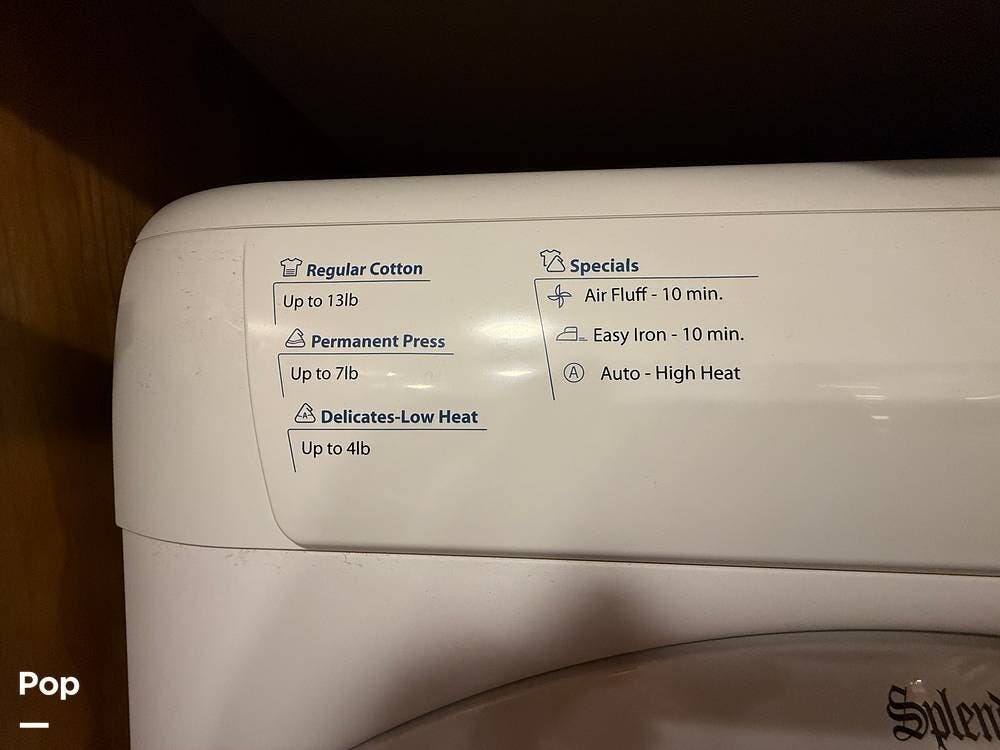 Regular Cotton
Up to 13lb
Permanent Press
Up to 7lb
Delicates-Low Heat
Up to 4lb
Specials
Air Fluff - 10 min.
Easy Iron - 10 min.
A Auto - High Heat
Pop